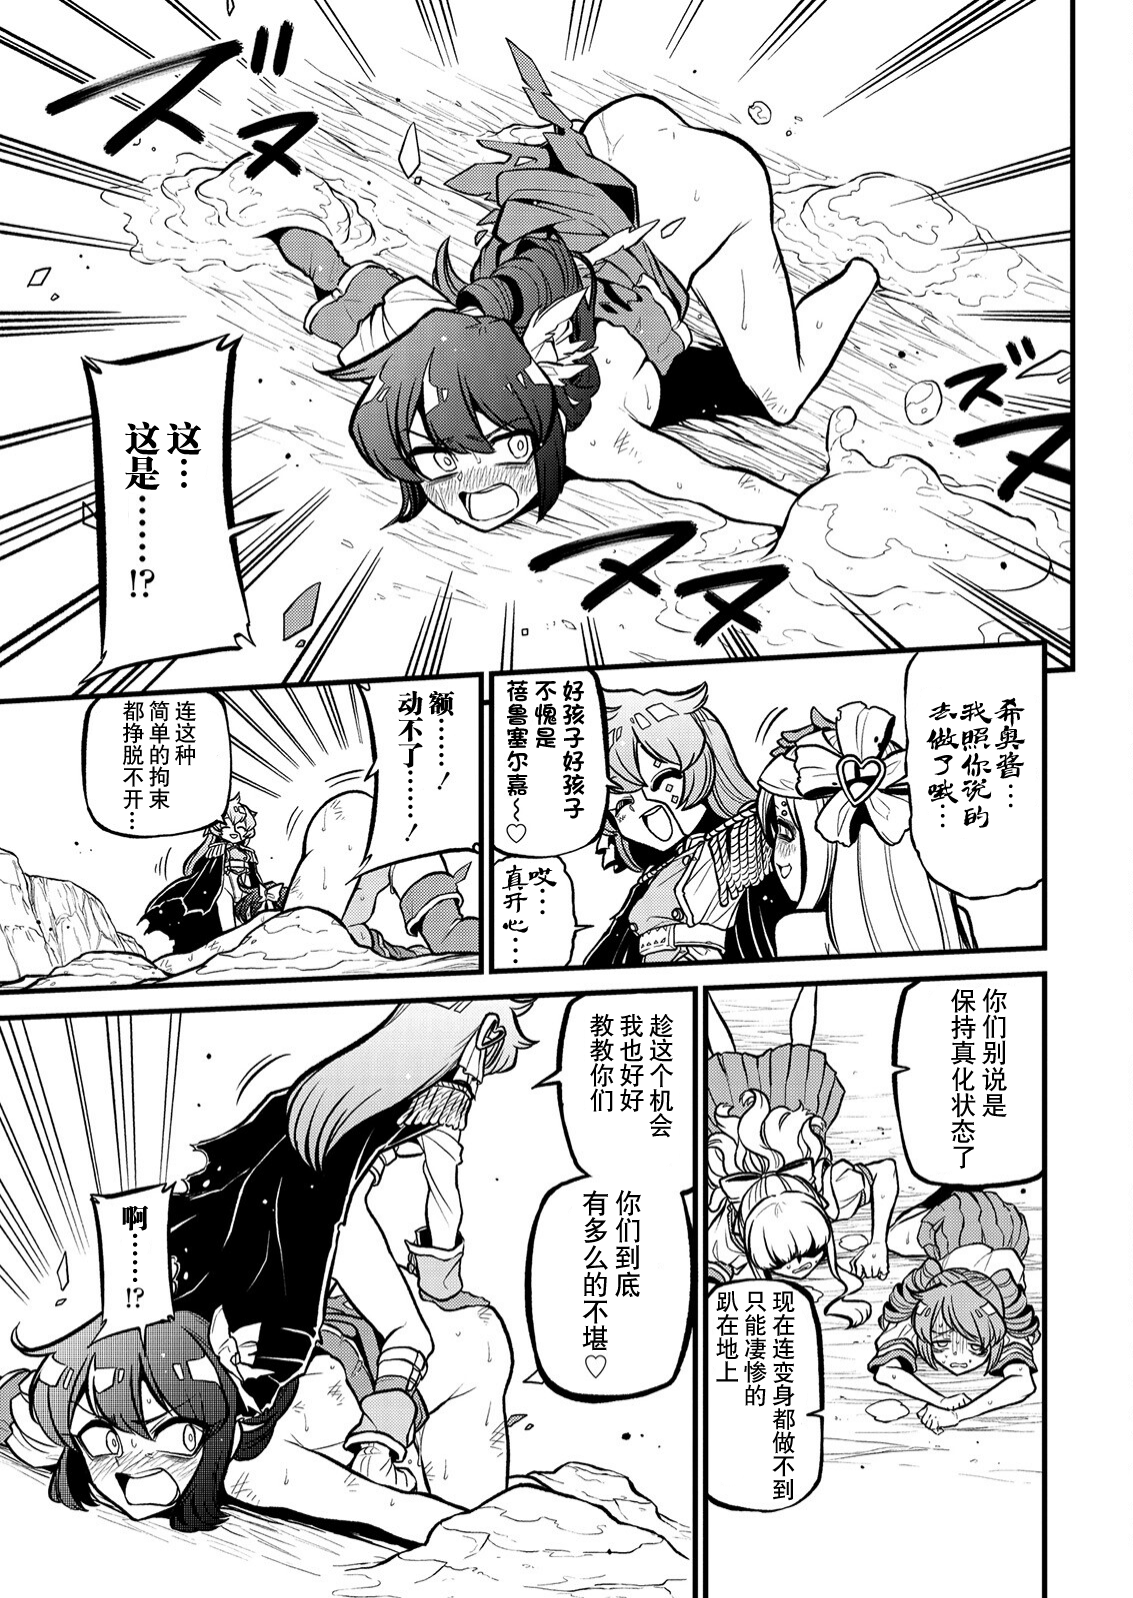 ズズ
ズズ
ズズ
这…
这是………!?
希奥酱…
我照你说的
去做了哦…
好孩子好孩子
不愧是
蓓鲁塞尔嘉～♡
哎…
真开心…
额……！
动不了……！
连这种
简单的拘束
都挣脱不开…
你们别说是
保持真化状态了
现在连变身都做不到
只能凄惨的
趴在地上
趁这个机会
我也好好
教教你们
你们到底
有多么的不堪♡
啊……!?